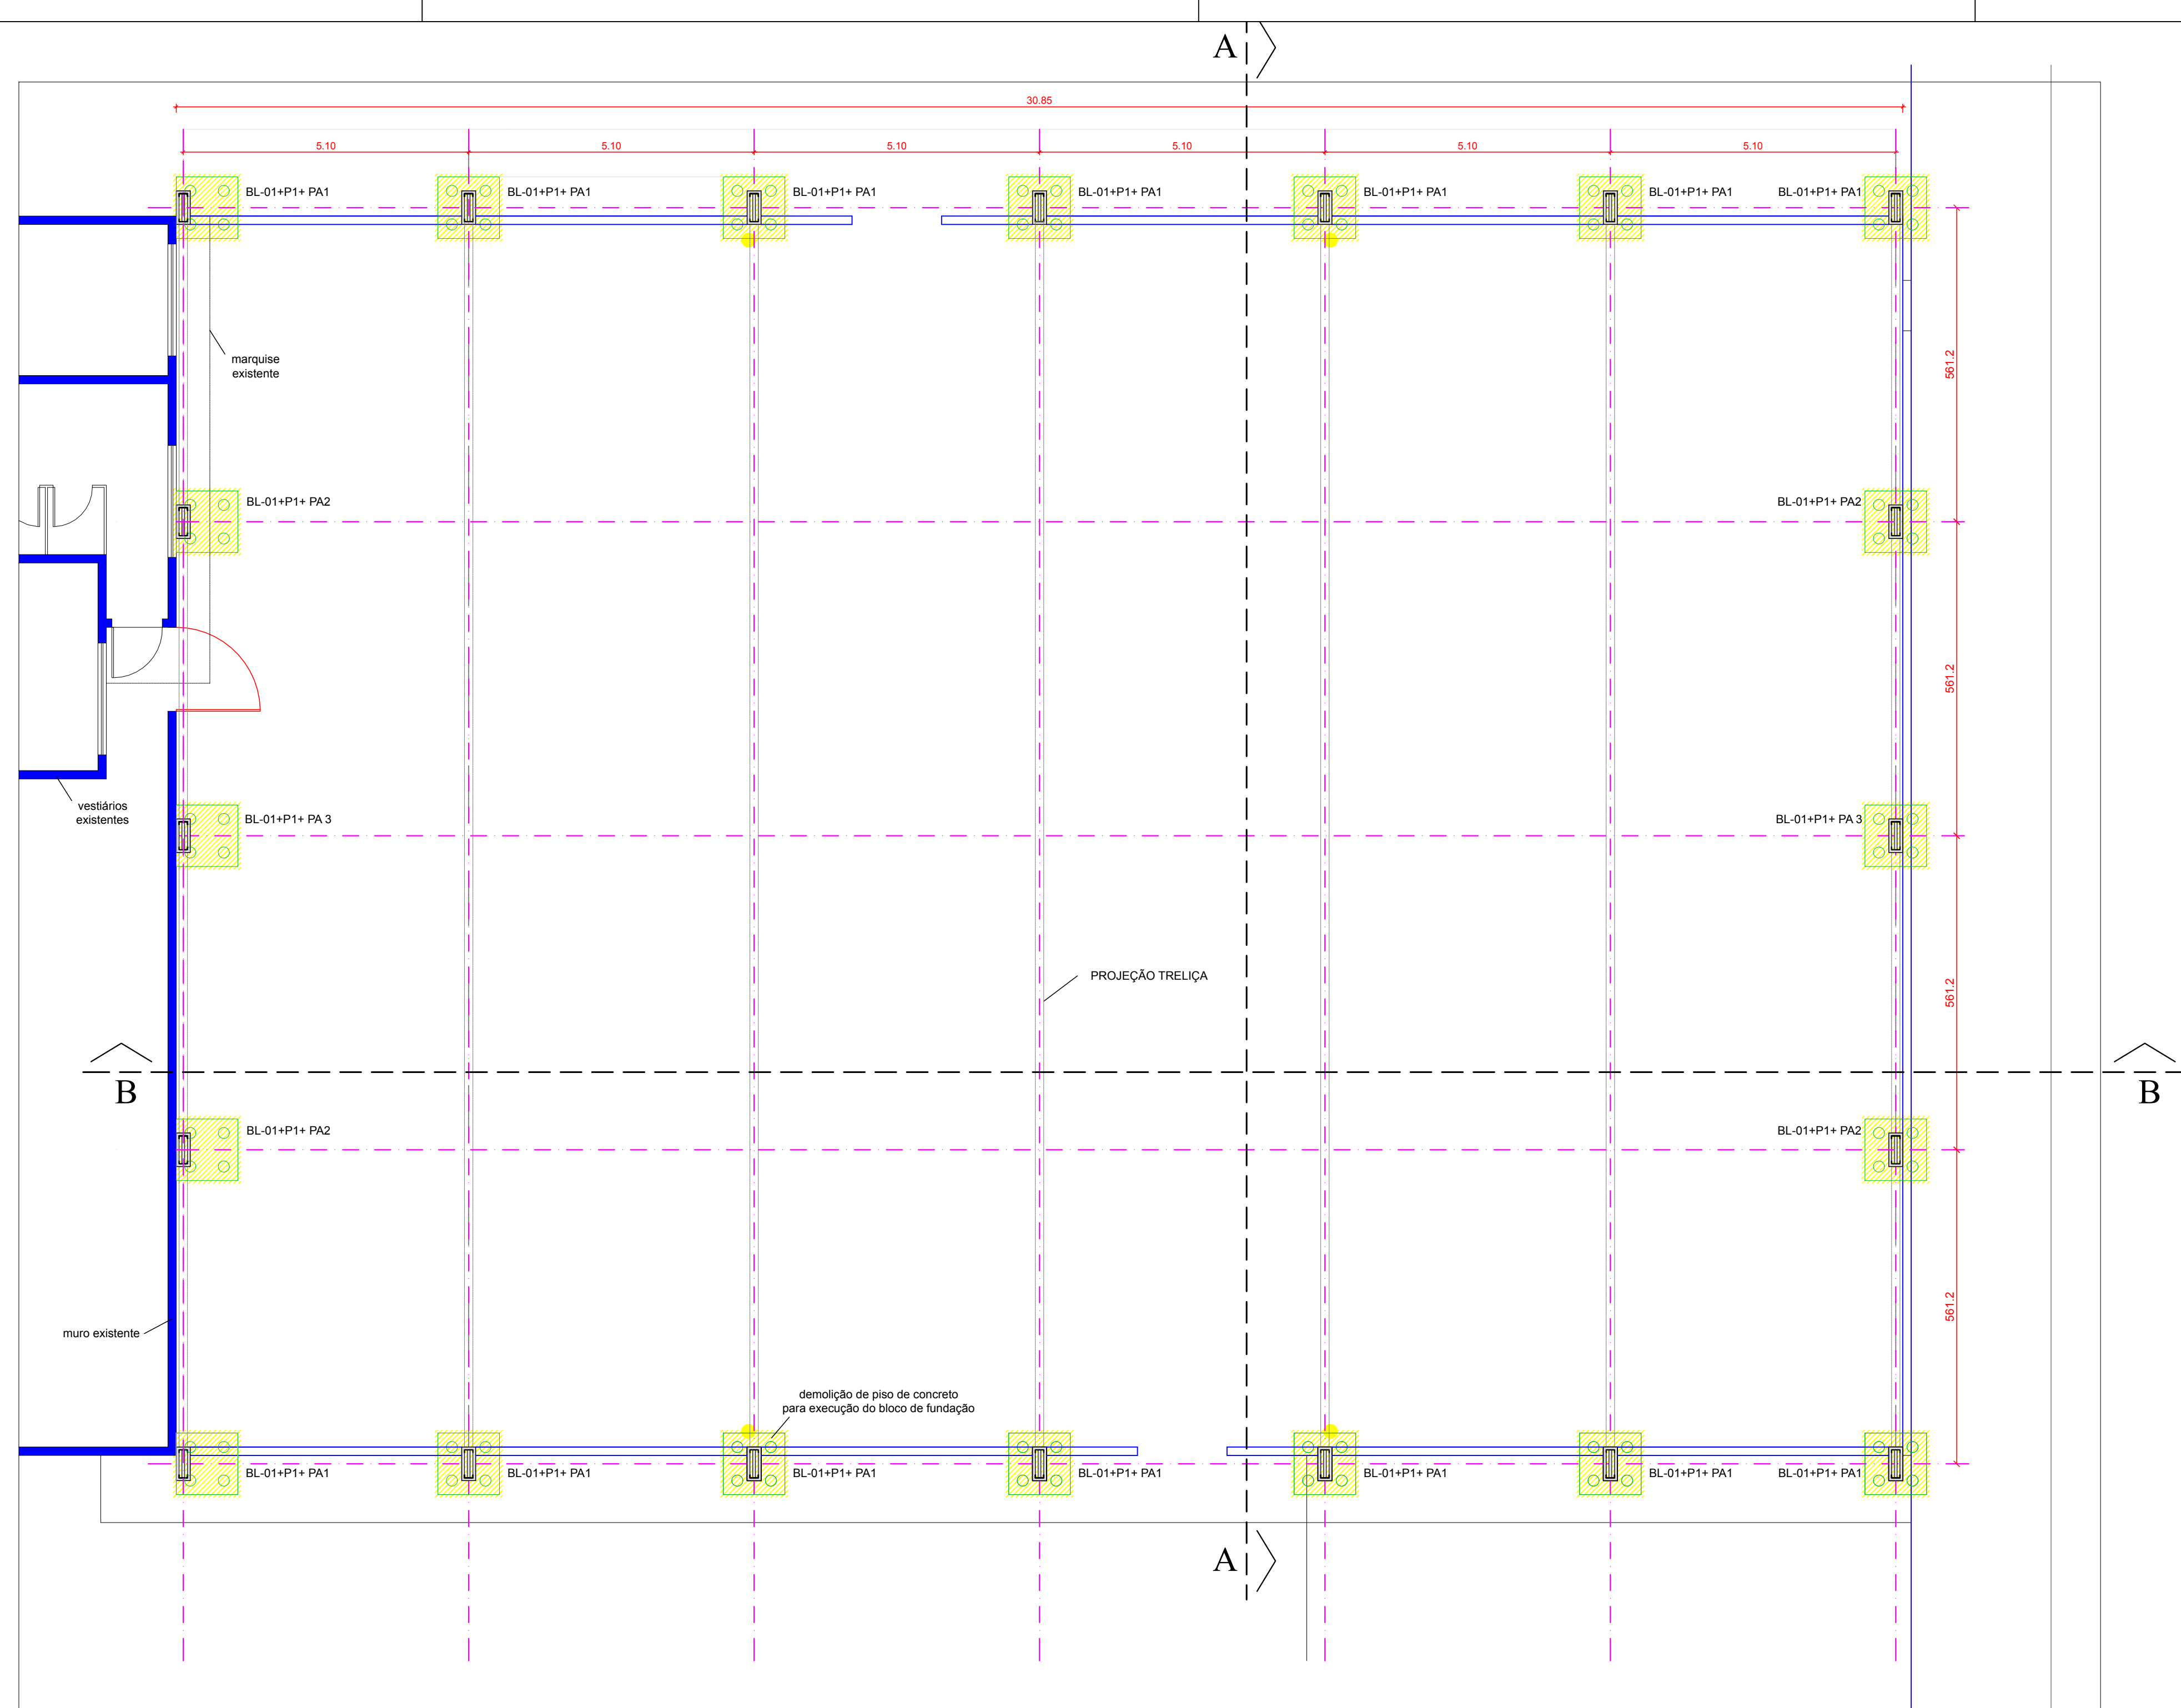 A
30.85
5.10 5.10 5.10 5.10 5.10 5.10
BL-01+P1+ PA1 BL-01+P1+ PA1 BL-01+P1+ PA1 BL-01+P1+ PA1 BL-01+P1+ PA1 BL-01+P1+ PA1 BL-01+P1+ PA1
marquise
existente
561.2
BL-01+P1+ PA2 BL-01+P1+ PA2
561.2
vestiários
existentes
BL-01+P1+ PA 3 BL-01+P1+ PA 3
PROJEÇÃO TRELIÇA
561.2
B B
BL-01+P1+ PA2 BL-01+P1+ PA2
561.2
muro existente
demolição de piso de concreto
para execução do bloco de fundação
BL-01+P1+ PA1 BL-01+P1+ PA1 BL-01+P1+ PA1 BL-01+P1+ PA1 BL-01+P1+ PA1 BL-01+P1+ PA1 BL-01+P1+ PA1
A